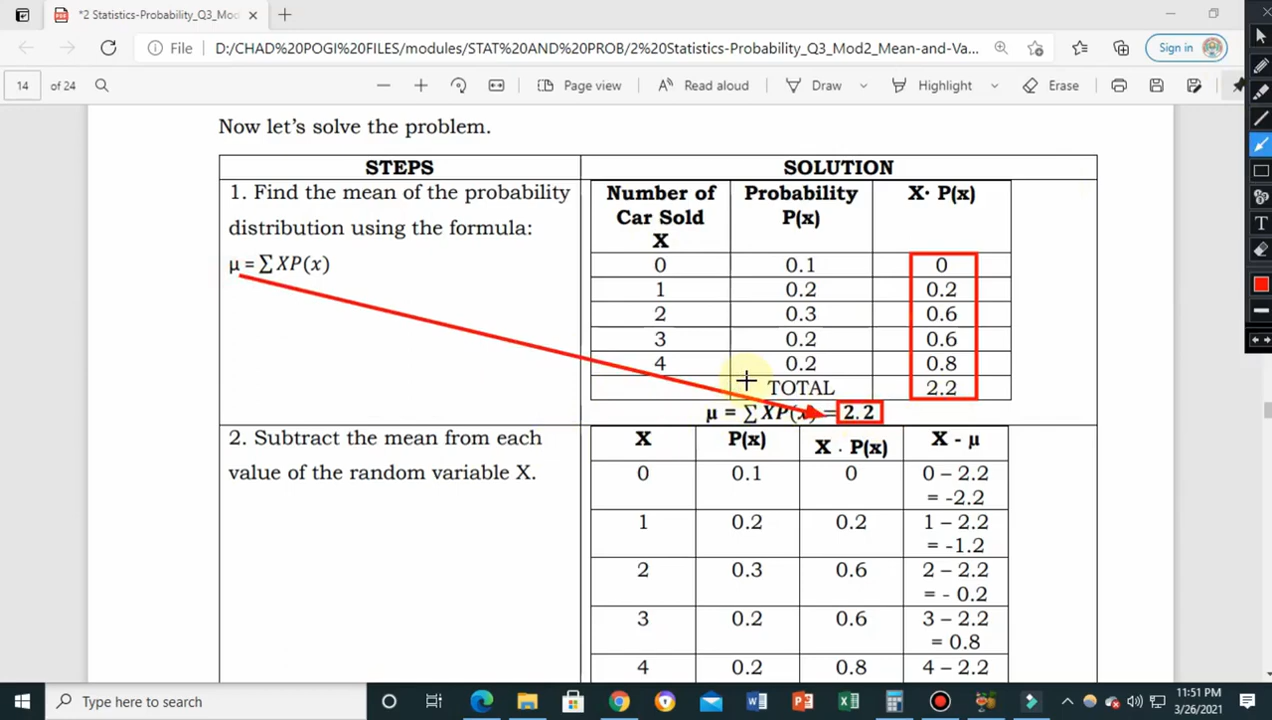 *2 Statistics-Probability_Q3_Mod
File
D:/CHAD%20POGI%20FILES/modules/STAT%20AND%20PROB/2%20Statistics-Probability_Q3_Mod2_Mean-and-Va...
Sign in
14 of 24
Page view
Read aloud
Draw
Highlight
Erase
Now let's solve the problem.
STEPS
SOLUTION
1. Find the mean of the probability
distribution using the formula:
μ = ∑ XP(x)
Number of Car Sold X Probability P(x) X· P(x)
0 0.1 0
1 0.2 0.2
2 0.3 0.6
3 0.2 0.6
4 0.2 0.8
TOTAL 2.2
μ = ∑ XP(x) = 2.2
2. Subtract the mean from each
value of the random variable X.
X P(x) X . P(x) X - μ
0 0.1 0 0 – 2.2
= -2.2
1 0.2 0.2 1 – 2.2
= -1.2
2 0.3 0.6 2 – 2.2
= - 0.2
3 0.2 0.6 3 – 2.2
= 0.8
4 0.2 0.8 4 – 2.2
Type here to search
11:51 PM
3/26/2021